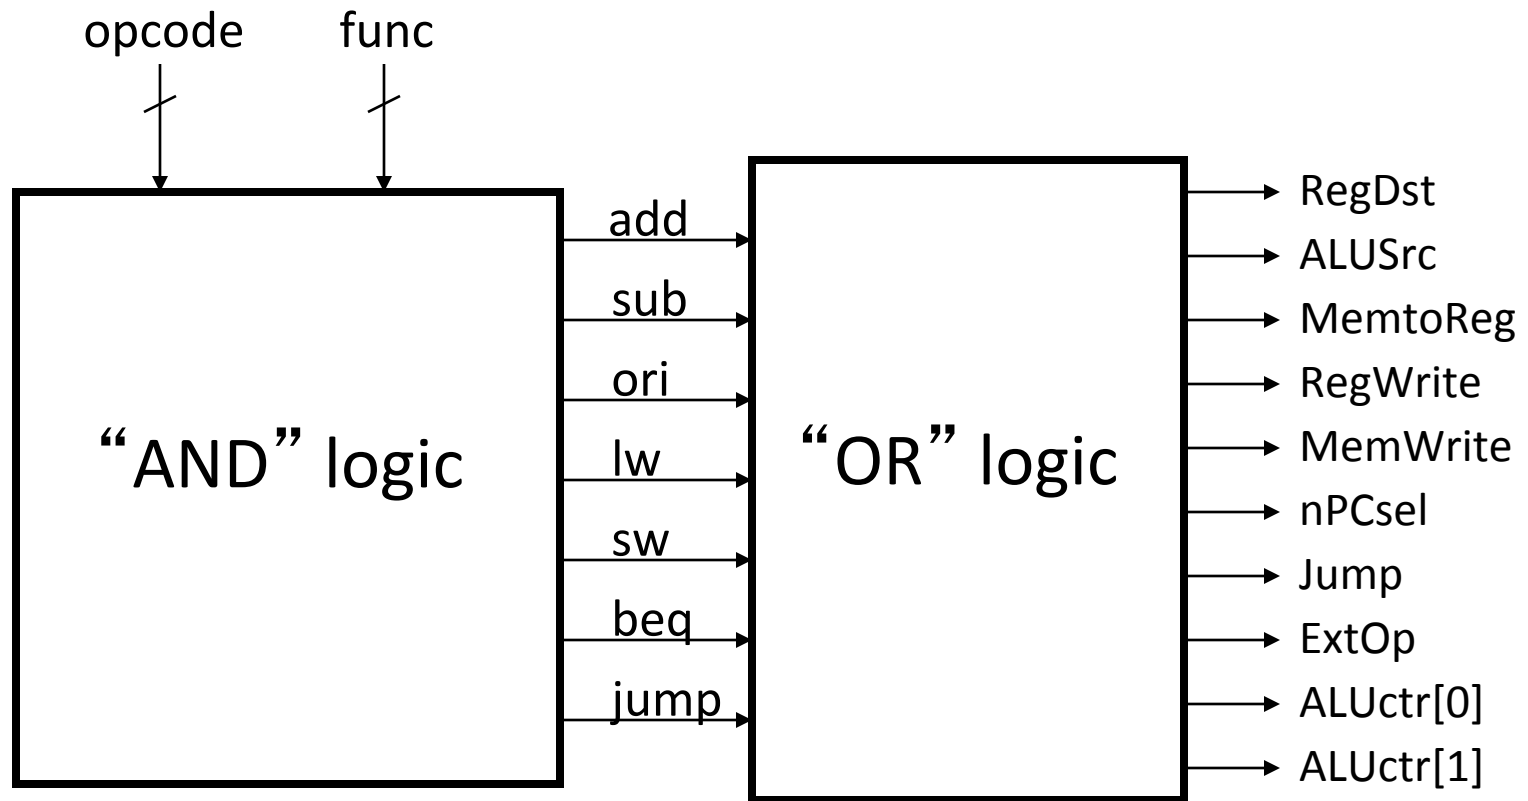 opcode
func
“AND” logic
add
sub
ori
lw
sw
beq
jump
“OR” logic
RegDst
ALUSrc
MemtoReg
RegWrite
MemWrite
nPCsel
Jump
ExtOp
ALUctr[0]
ALUctr[1]